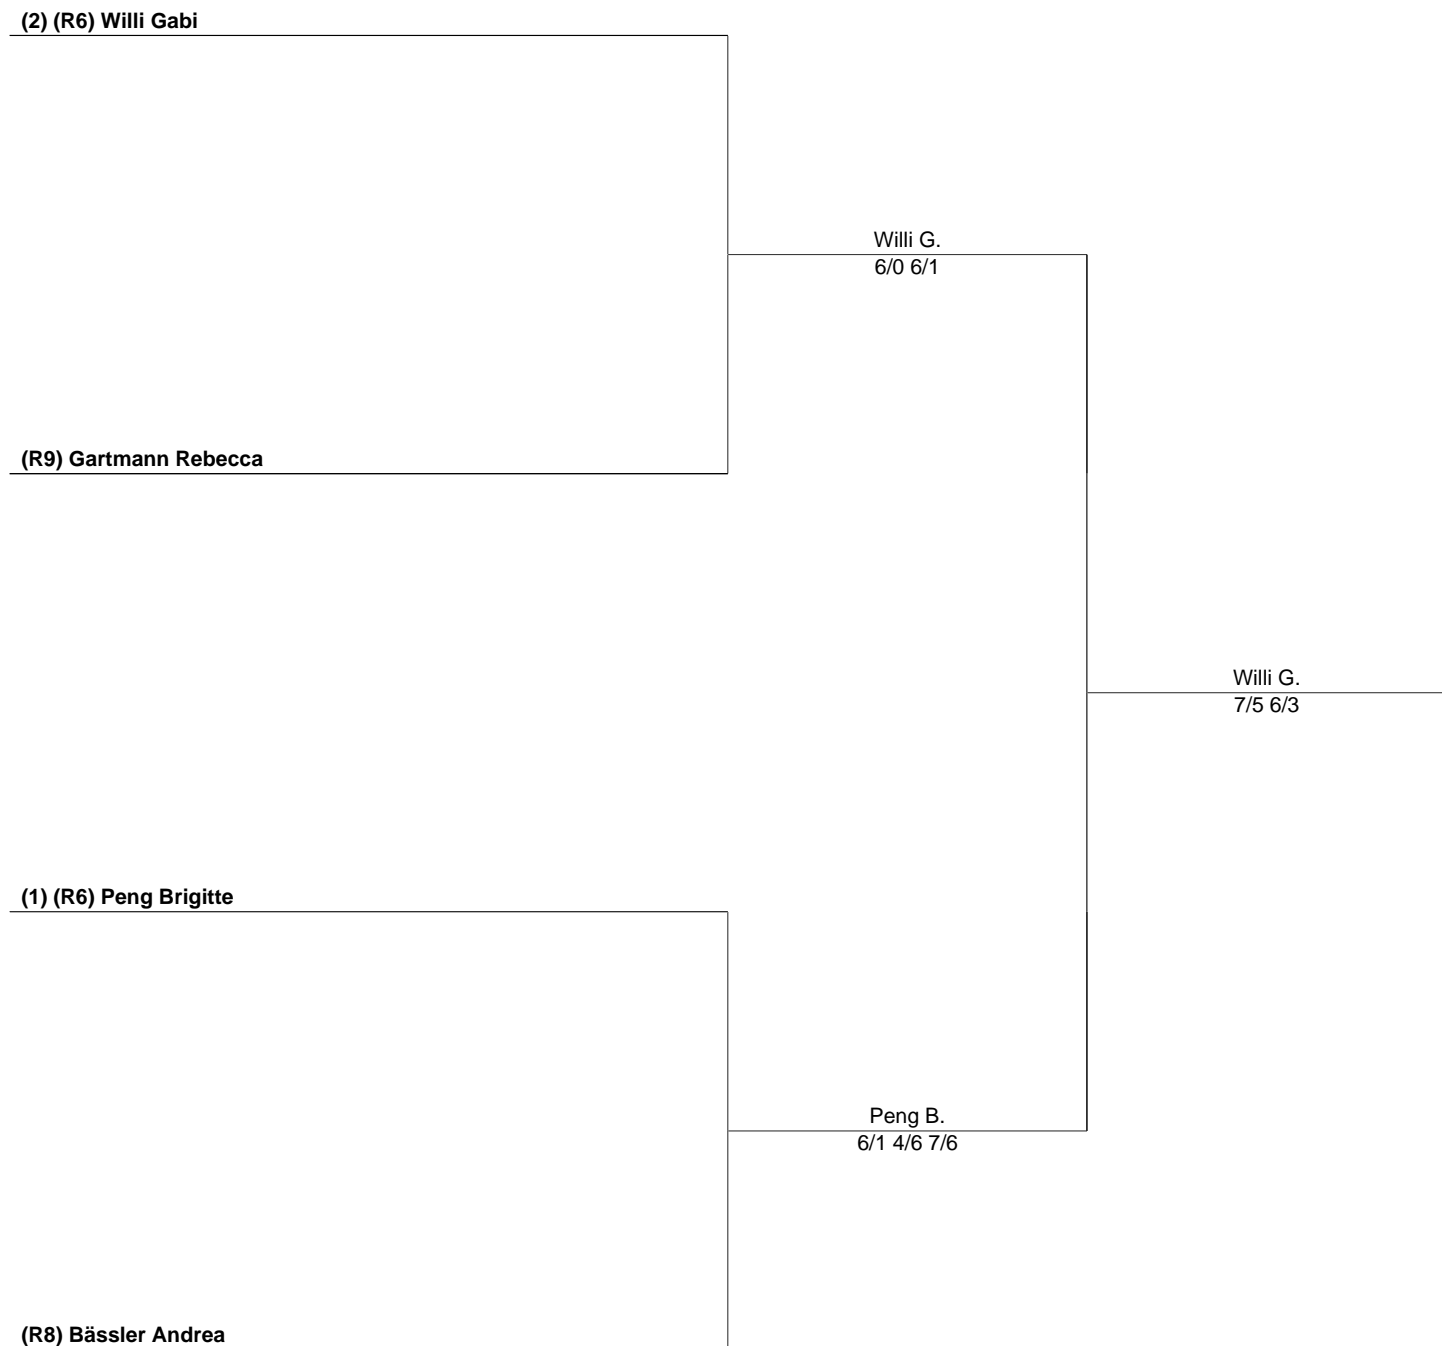 (2) (R6) Willi Gabi
Willi G.
6/0 6/1
(R9) Gartmann Rebecca
Willi G.
7/5 6/3
(1) (R6) Peng Brigitte
Peng B.
6/1 4/6 7/6
(R8) Bässler Andrea